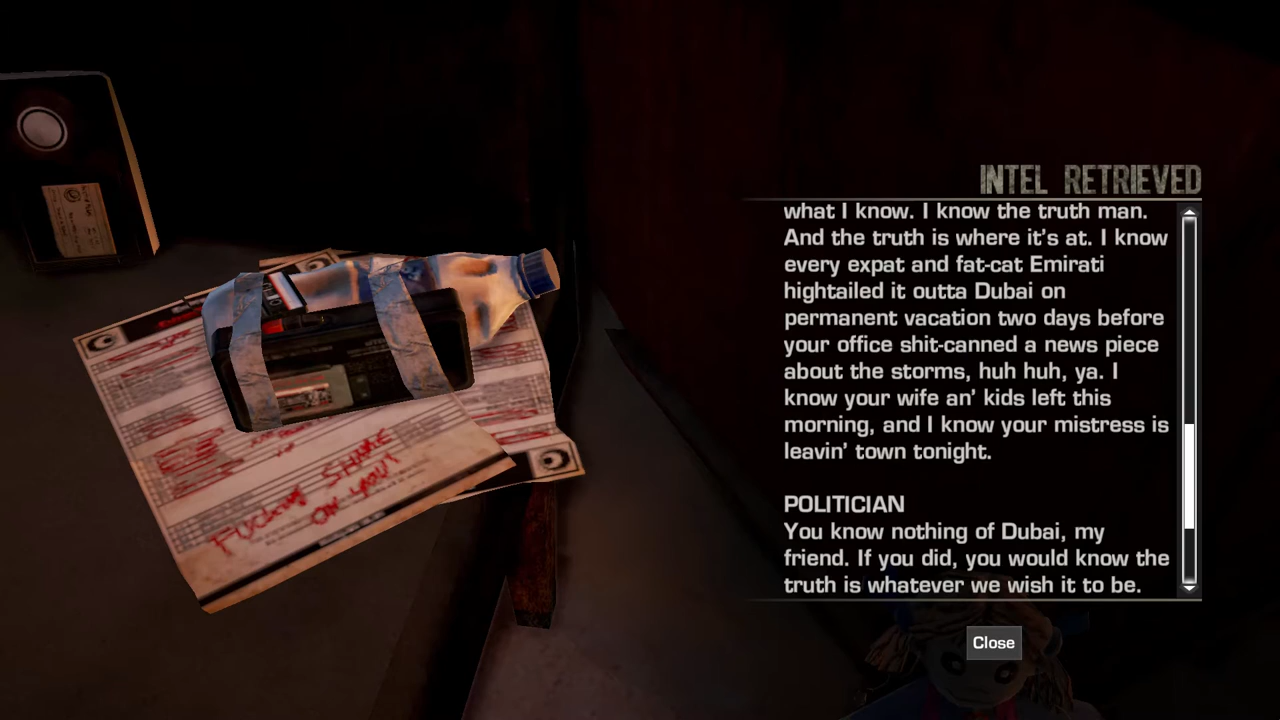 INTEL RETRIEVED
what I know. I know the truth man.
And the truth is where it's at. I know
every expat and fat-cat Emirati
hightailed it outta Dubai on
permanent vacation two days before
your office shit-canned a news piece
about the storms, huh huh, ya. I
know your wife an' kids left this
morning, and I know your mistress is
leavin' town tonight.
POLITICIAN
You know nothing of Dubai, my
friend. If you did, you would know the
truth is whatever we wish it to be.
Close
FUCKING SHAME
ON YOU!